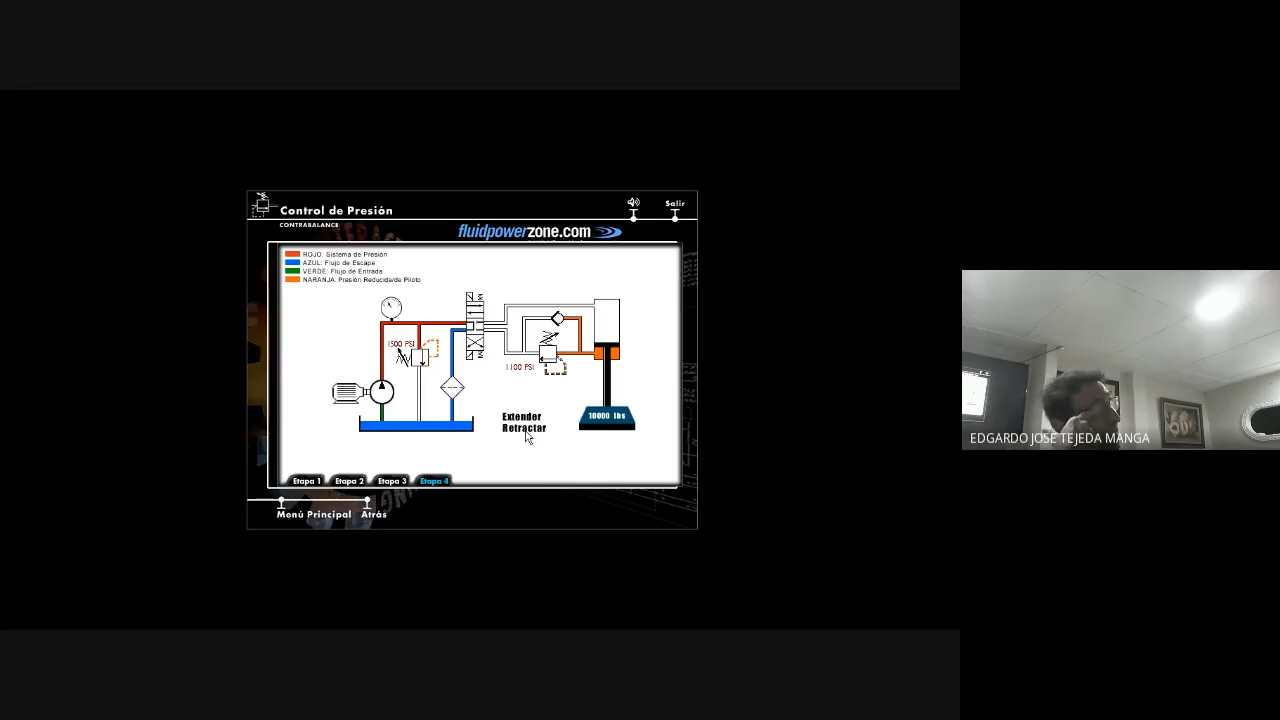 Control de Presión
CONTRABALANCE
Salir
fluidpowerzone.com
ROJO: Sistema de Presión
AZUL: Flujo de Escape
VERDE: Flujo de Entrada
NARANJA: Presión Reducida/de Piloto
1500 PSI
1100 PSI
Extender
Retractar
10000 lbs
Etapa 1 Etapa 2 Etapa 3 Etapa 4
Menú Principal Atrás
EDGARDO JOSE TEJEDA MANGA